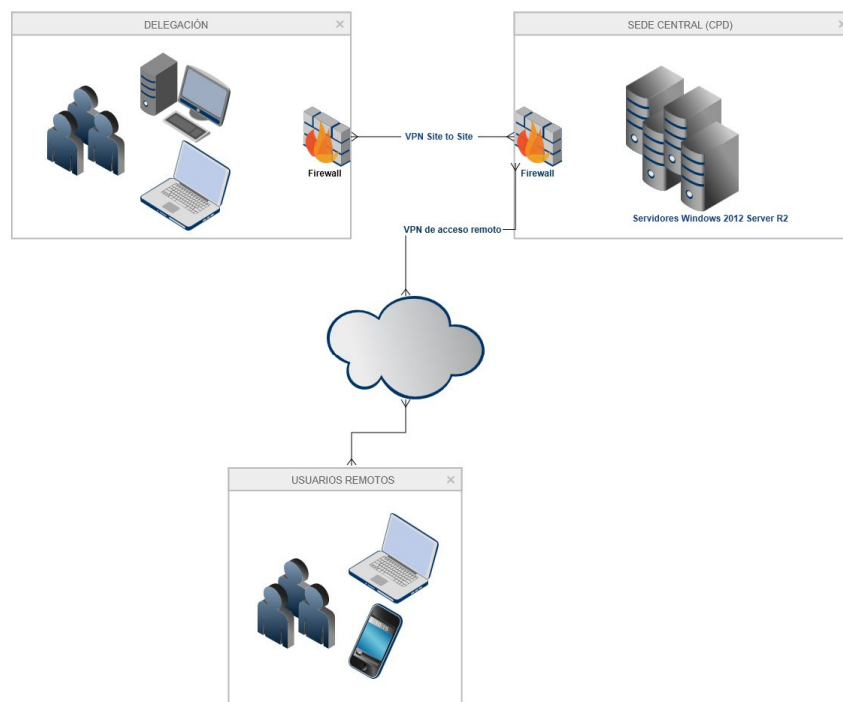 DELEGACIÓN
SEDE CENTRAL (CPD)
VPN Site to Site
Firewall
Firewall
Servidores Windows 2012 Server R2
VPN de acceso remoto
USUARIOS REMOTOS